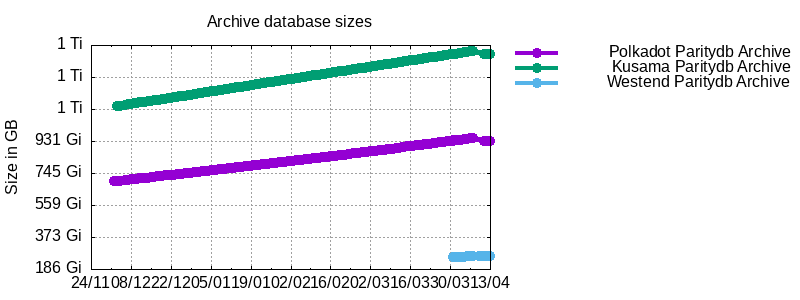 Archive database sizes
1 Ti
1 Ti
1 Ti
931 Gi
745 Gi
559 Gi
373 Gi
186 Gi
Size in GB
24/11 08/12 22/12 05/01 19/01 02/02 16/02 02/03 16/03 30/03 13/04
Polkadot Paritydb Archive
Kusama Paritydb Archive
Westend Paritydb Archive